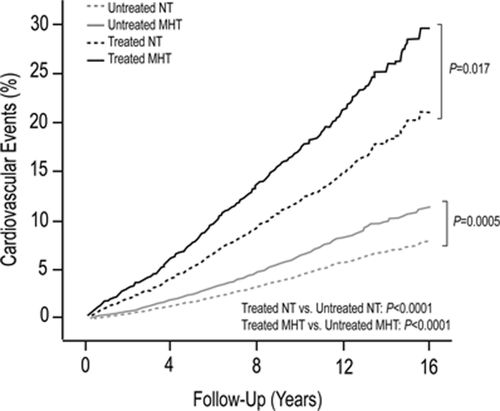 Untreated NT
Untreated MHT
Treated NT
Treated MHT
Cardiovascular Events (%)
30
25
20
15
10
5
0
P=0.017
P=0.0005
Treated NT vs. Untreated NT: P<0.0001
Treated MHT vs. Untreated MHT: P<0.0001
0 4 8 12 16
Follow-Up (Years)